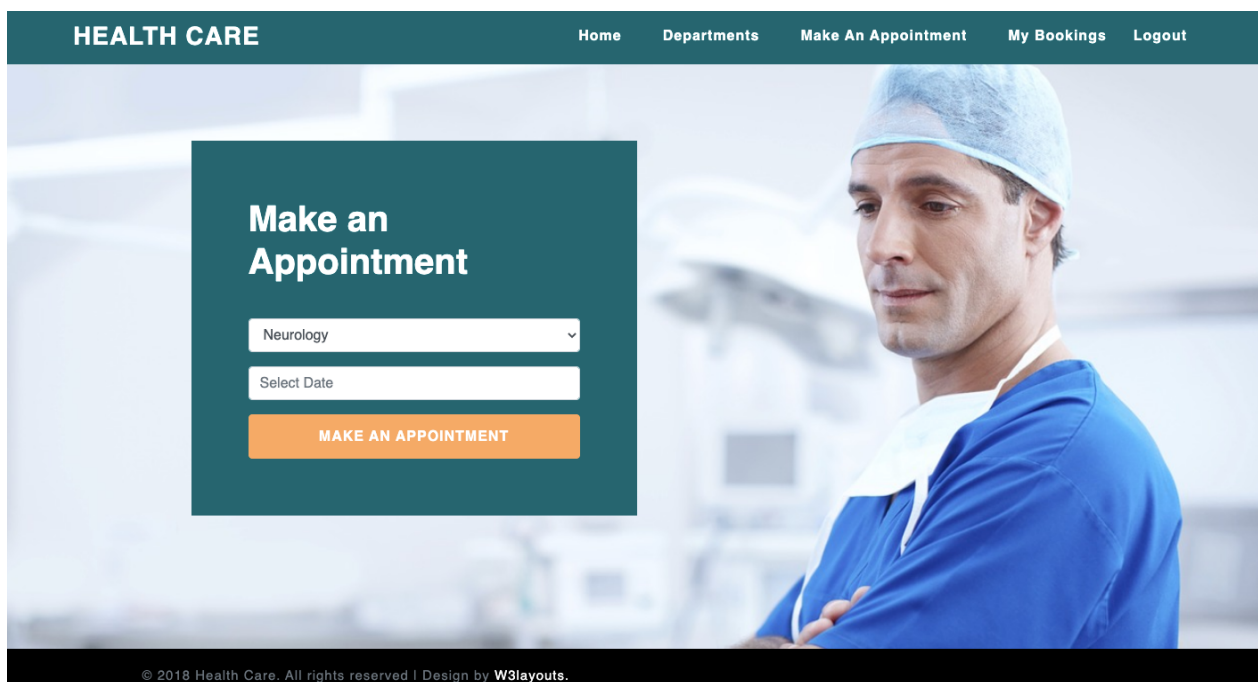 HEALTH CARE
Home Departments Make An Appointment My Bookings Logout
Make an
Appointment
Neurology
Select Date
MAKE AN APPOINTMENT
© 2018 Health Care. All rights reserved | Design by W3layouts.